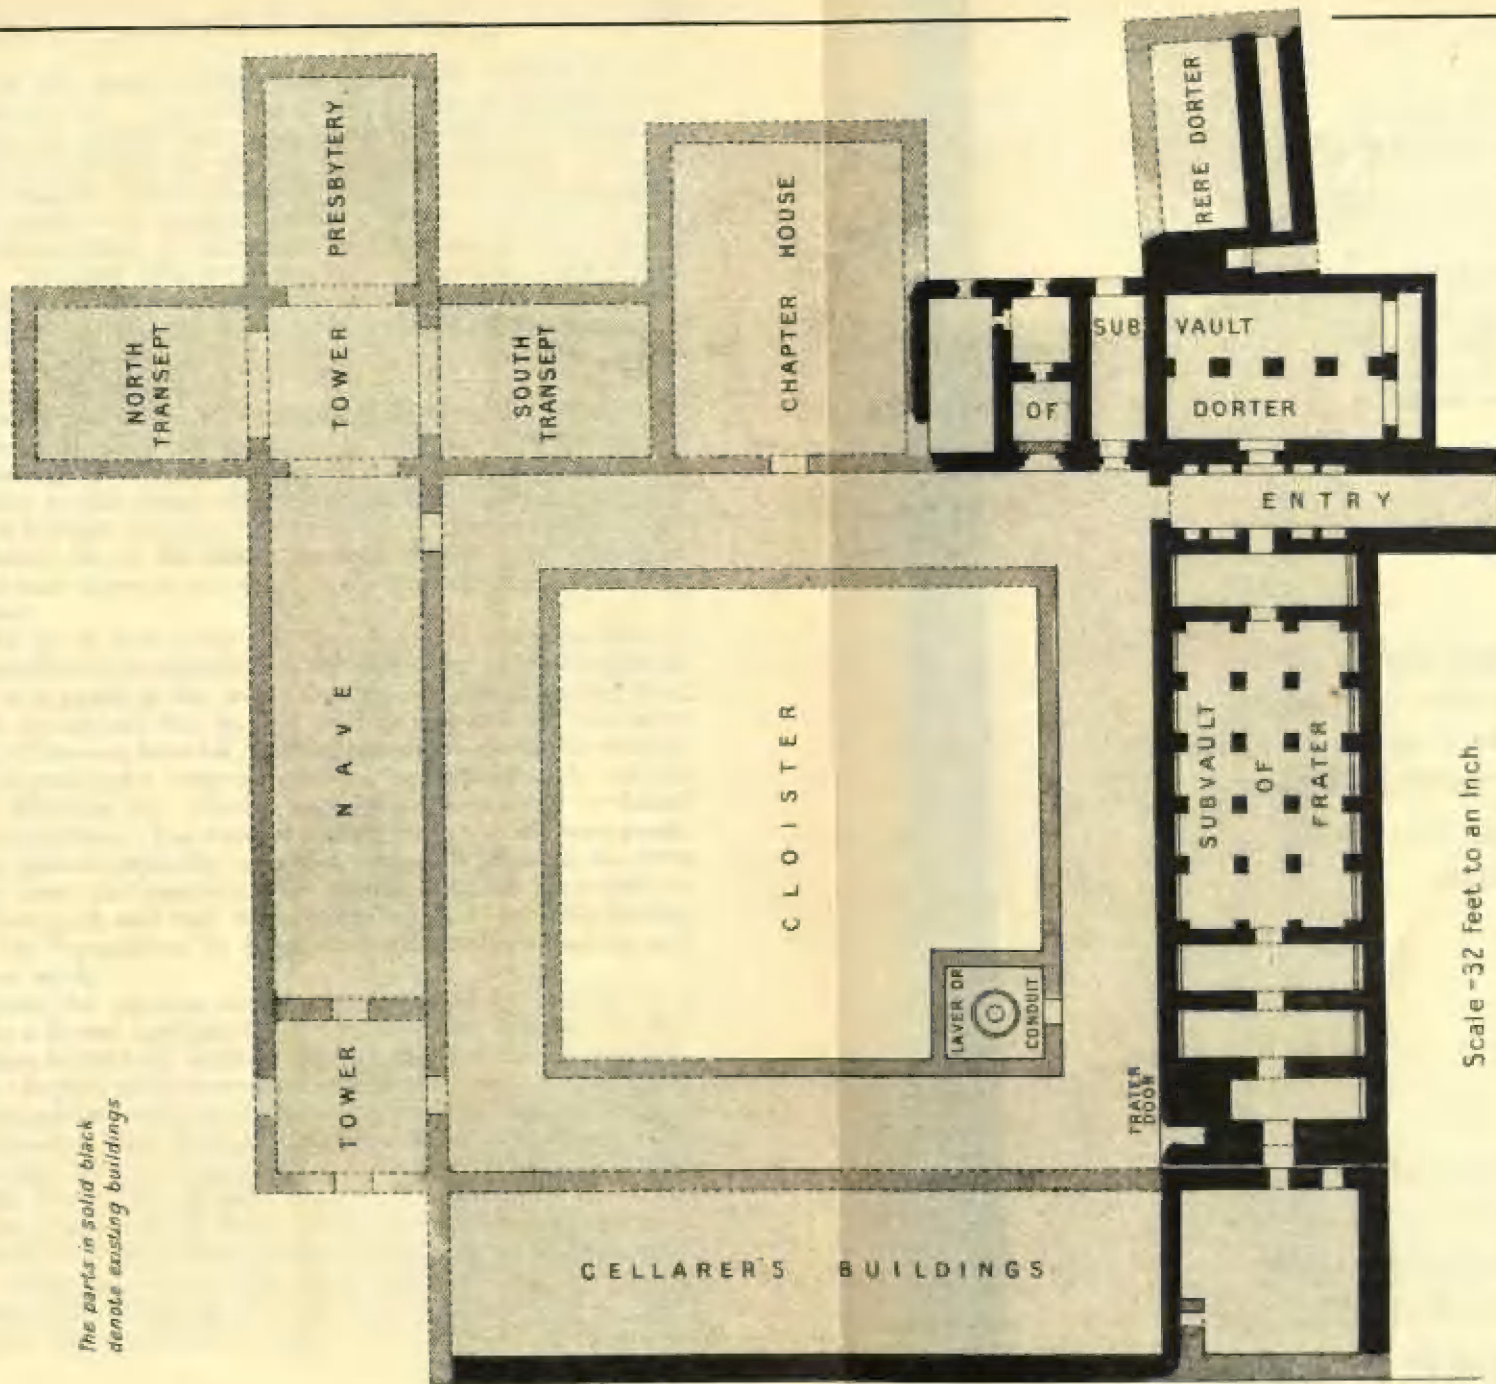 PRESBYTERY.
NORTH
TRANSEPT
TOWER
SOUTH
TRANSEPT
CHAPTER HOUSE
RERE DORTER
SUB VAULT
OF DORTER
ENTRY
NAVE
CLOISTER
SUBVAULT
OF
FRATER
LAVER OR
CONDUIT
TRATER
DOOR
TOWER
CELLARER'S BUILDINGS
The parts in solid black
denote existing buildings
Scale -32 feet to an Inch.